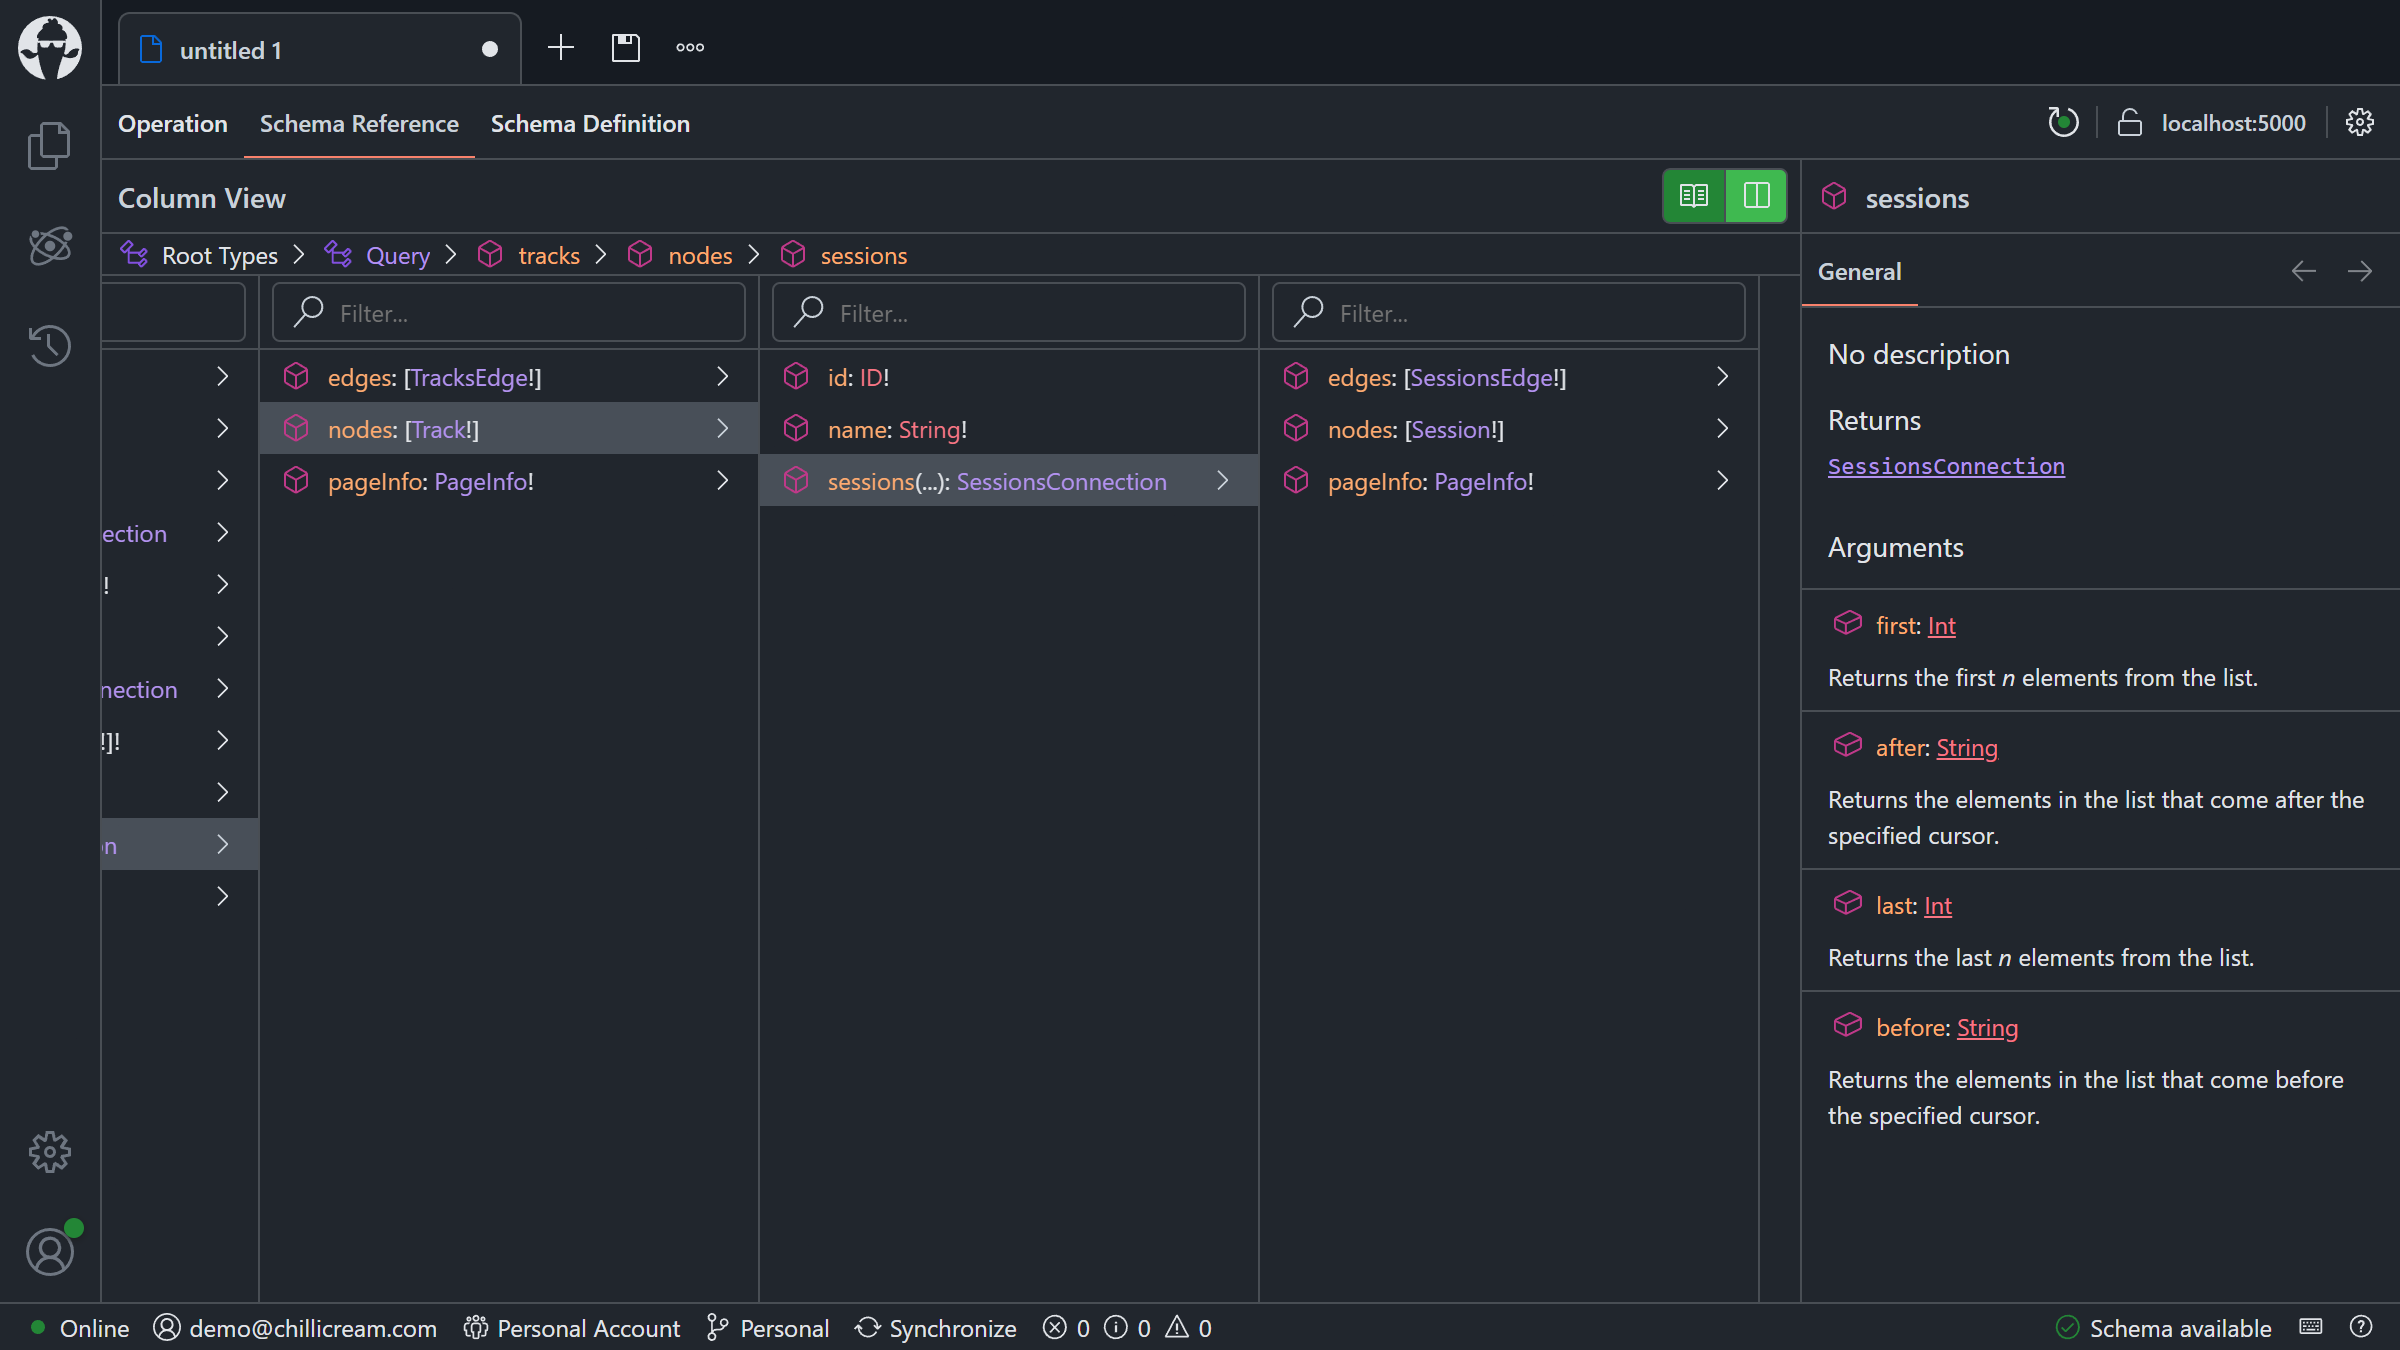 untitled 1
Operation Schema Reference Schema Definition
localhost:5000
Column View
Root Types Query tracks nodes sessions
Filter...
Filter...
Filter...
ection
!
nection
!]!
n
edges: [TracksEdge!]
nodes: [Track!]
pageInfo: PageInfo!
id: ID!
name: String!
sessions(...): SessionsConnection
edges: [SessionsEdge!]
nodes: [Session!]
pageInfo: PageInfo!
sessions
General
No description
Returns
SessionsConnection
Arguments
first: Int
Returns the first n elements from the list.
after: String
Returns the elements in the list that come after the
specified cursor.
last: Int
Returns the last n elements from the list.
before: String
Returns the elements in the list that come before
the specified cursor.
Online demo@chillicream.com Personal Account Personal Synchronize 0 0 0
Schema available